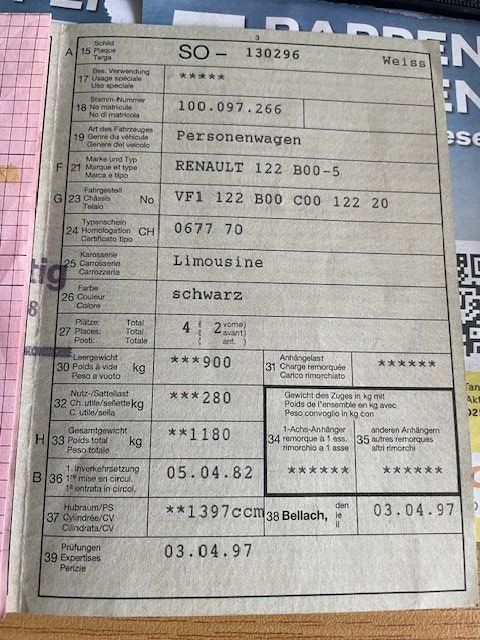 3
A 15 Schild
Plaque
Targa
SO - 130296 Weiss
17 Bes. Verwendung
Usage spéciale
Uso speciale
*****
18 Stamm-Nummer
No matricule
No di matricola
100.097.266
19 Art des Fahrzeuges
Genre du véhicule
Genere del veicolo
Personenwagen
F 21 Marke und Typ
Marque et type
Marca e tipo
RENAULT 122 B00-5
G 23 Fahrgestell
Châssis No
Telaio
VF1 122 B00 C00 122 20
24 Typenschein
Homologation CH
Certificato tipo
0677 70
25 Karosserie
Carrosserie
Carrozzeria
Limousine
26 Farbe
Couleur
Colore
schwarz
27 Plätze: Total
Places: Total
Posti: Totale
4 ( 2 vorne)
avant)
ant. )
30 Leergewicht
Poids à vide kg
Peso a vuoto
***900
31 Anhängelast
Charge remorquée
Carico rimorchiato
******
32 Nutz-/Sattellast
Ch. utile/sellette kg
C. utile/sella
***280
Gewicht des Zuges in kg mit
Poids de l'ensemble en kg avec
Peso convoglio in kg con
H 33 Gesamtgewicht
Poids total kg
Peso totale
**1180
34 1-Achs-Anhänger
remorque à 1 ess.
rimorchio a 1 asse
******
35 anderen Anhängern
autres remorques
altri rimorchi
******
B 36 1. Inverkehrsetzung
1re mise en circul.
1a entrata in circol.
05.04.82
37 Hubraum/PS
Cylindrée/CV
Cilindrata/CV
**1397ccm
38 Bellach, den
le
il
03.04.97
39 Prüfungen
Expertises
Perizie
03.04.97
tig
8